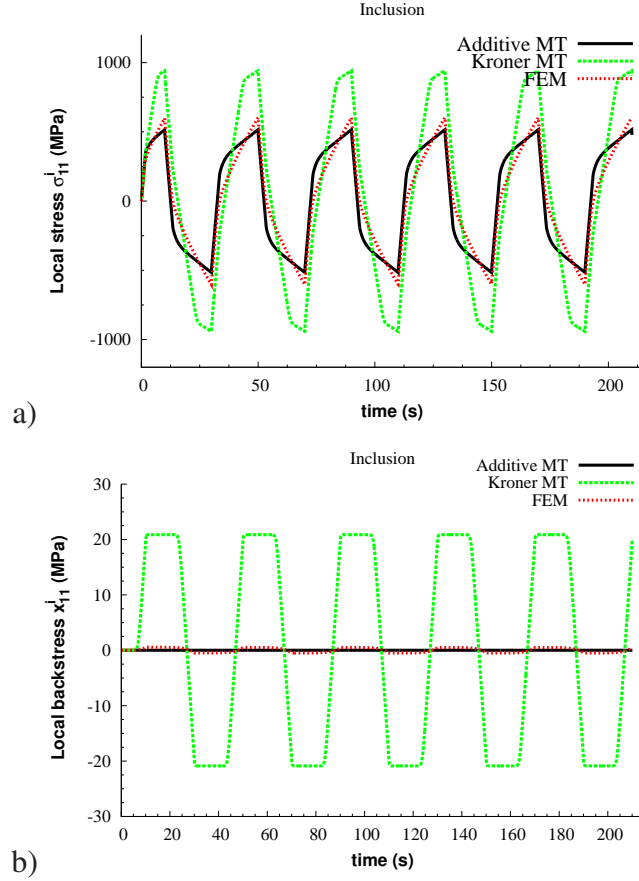 Inclusion
Additive MT
Kroner MT
FEM
1000
0
-1000
Local stress σ11^i (MPa)
0 50 100 150 200
time (s)
a)
Inclusion
Additive MT
Kroner MT
FEM
30
20
10
0
-10
-20
-30
Local backstress x11^i (MPa)
0 20 40 60 80 100 120 140 160 180 200
time (s)
b)